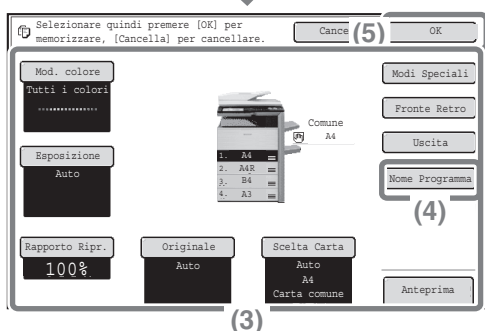 Selezionare quindi premere [OK] per
memorizzare, [Cancella] per cancellare.
Cance
(5)
OK
Mod. colore
Tutti i colori
Esposizione
Auto
Rapporto Ripr.
100%
Originale
Auto
Scelta Carta
Auto
A4
Carta comune
Comune
A4
1. A4
2. A4R
3. B4
4. A3
Modi Speciali
Fronte Retro
Uscita
Nome Programma
(4)
Anteprima
(3)